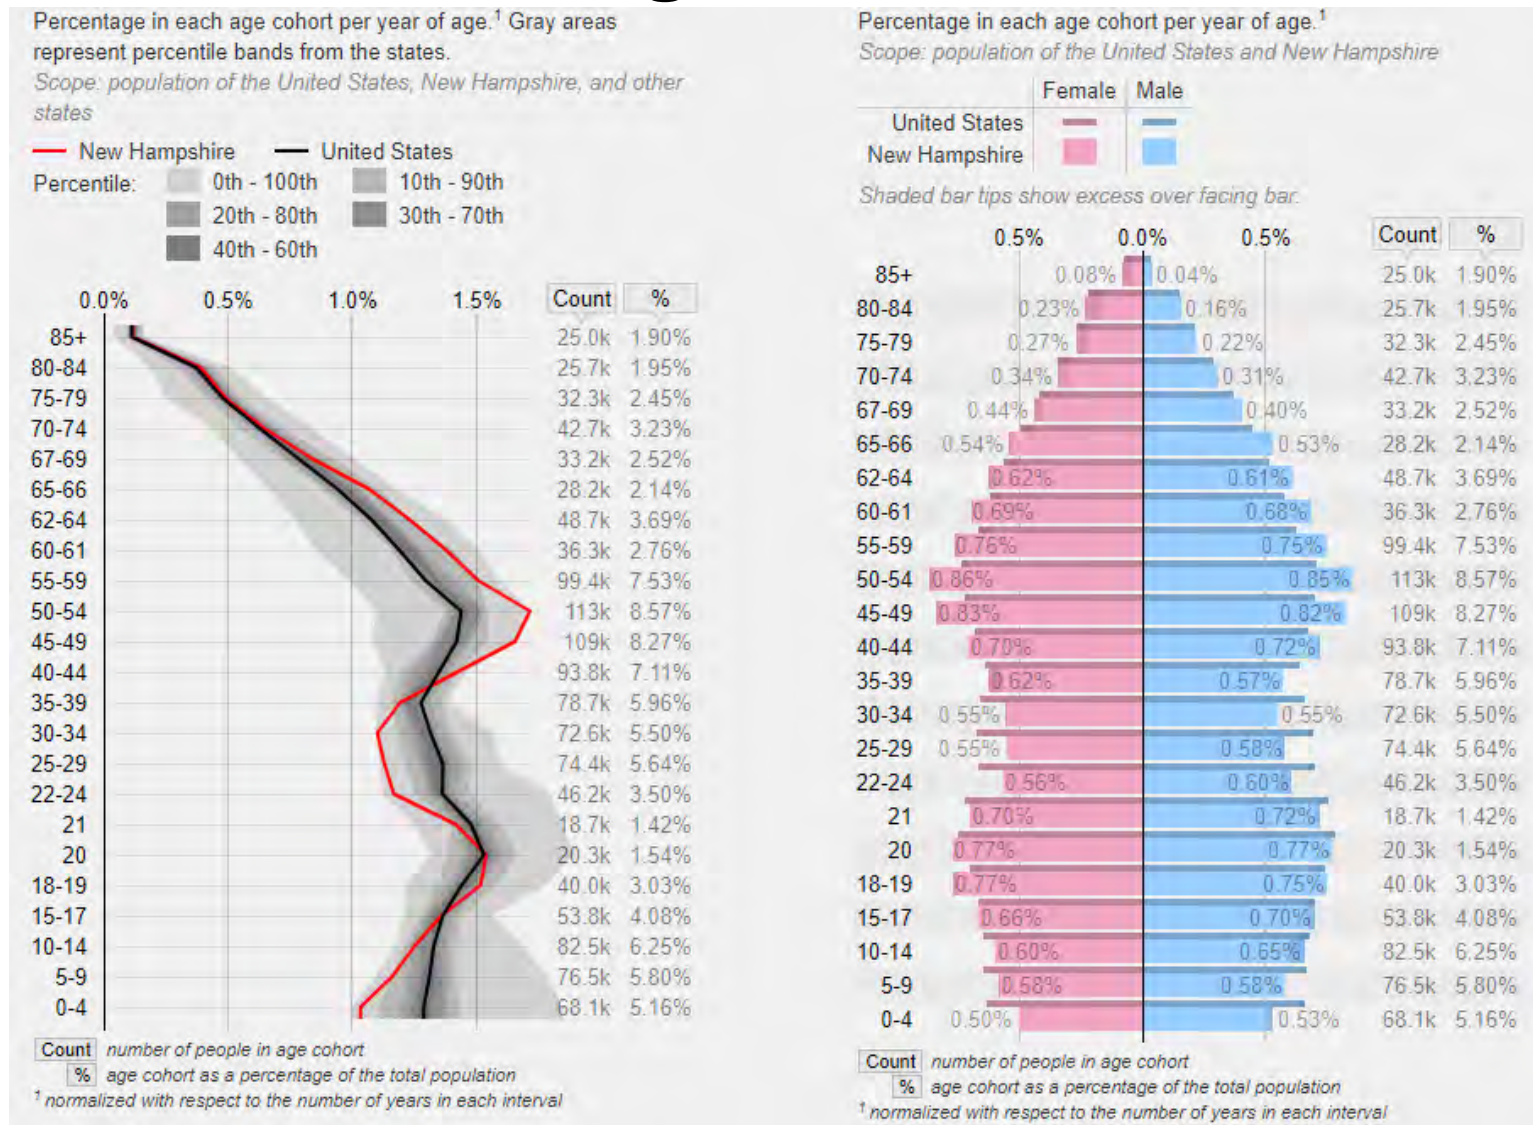 Percentage in each age cohort per year of age.¹ Gray areas
represent percentile bands from the states.
Scope: population of the United States, New Hampshire, and other
states
New Hampshire United States
Percentile: 0th - 100th 10th - 90th
20th - 80th 30th - 70th
40th - 60th
0.0% 0.5% 1.0% 1.5% Count %
85+ 25.0k 1.90%
80-84 25.7k 1.95%
75-79 32.3k 2.45%
70-74 42.7k 3.23%
67-69 33.2k 2.52%
65-66 28.2k 2.14%
62-64 48.7k 3.69%
60-61 36.3k 2.76%
55-59 99.4k 7.53%
50-54 113k 8.57%
45-49 109k 8.27%
40-44 93.8k 7.11%
35-39 78.7k 5.96%
30-34 72.6k 5.50%
25-29 74.4k 5.64%
22-24 46.2k 3.50%
21 18.7k 1.42%
20 20.3k 1.54%
18-19 40.0k 3.03%
15-17 53.8k 4.08%
10-14 82.5k 6.25%
5-9 76.5k 5.80%
0-4 68.1k 5.16%
Count number of people in age cohort
% age cohort as a percentage of the total population
¹ normalized with respect to the number of years in each interval
Percentage in each age cohort per year of age.¹
Scope: population of the United States and New Hampshire
Female Male
United States
New Hampshire
Shaded bar tips show excess over facing bar.
0.5% 0.0% 0.5% Count %
85+ 0.08% 0.04% 25.0k 1.90%
80-84 0.23% 0.16% 25.7k 1.95%
75-79 0.27% 0.22% 32.3k 2.45%
70-74 0.34% 0.31% 42.7k 3.23%
67-69 0.44% 0.40% 33.2k 2.52%
65-66 0.54% 0.53% 28.2k 2.14%
62-64 0.62% 0.61% 48.7k 3.69%
60-61 0.69% 0.68% 36.3k 2.76%
55-59 0.76% 0.75% 99.4k 7.53%
50-54 0.86% 0.85% 113k 8.57%
45-49 0.83% 0.82% 109k 8.27%
40-44 0.70% 0.72% 93.8k 7.11%
35-39 0.62% 0.57% 78.7k 5.96%
30-34 0.55% 0.55% 72.6k 5.50%
25-29 0.55% 0.58% 74.4k 5.64%
22-24 0.56% 0.60% 46.2k 3.50%
21 0.70% 0.72% 18.7k 1.42%
20 0.77% 0.77% 20.3k 1.54%
18-19 0.77% 0.75% 40.0k 3.03%
15-17 0.66% 0.70% 53.8k 4.08%
10-14 0.60% 0.65% 82.5k 6.25%
5-9 0.58% 0.58% 76.5k 5.80%
0-4 0.50% 0.53% 68.1k 5.16%
Count number of people in age cohort
% age cohort as a percentage of the total population
¹ normalized with respect to the number of years in each interval